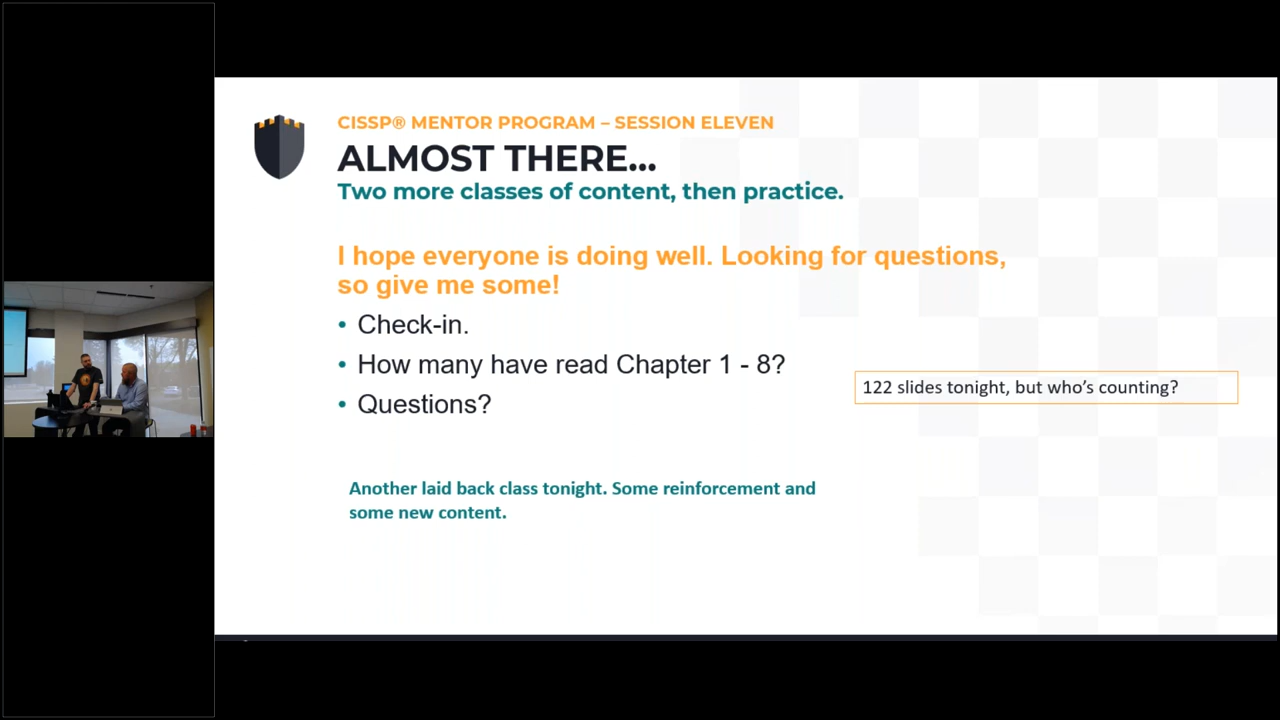 CISSP® MENTOR PROGRAM – SESSION ELEVEN
ALMOST THERE...
Two more classes of content, then practice.
I hope everyone is doing well. Looking for questions,
so give me some!
• Check-in.
• How many have read Chapter 1 - 8?
122 slides tonight, but who's counting?
• Questions?
Another laid back class tonight. Some reinforcement and
some new content.